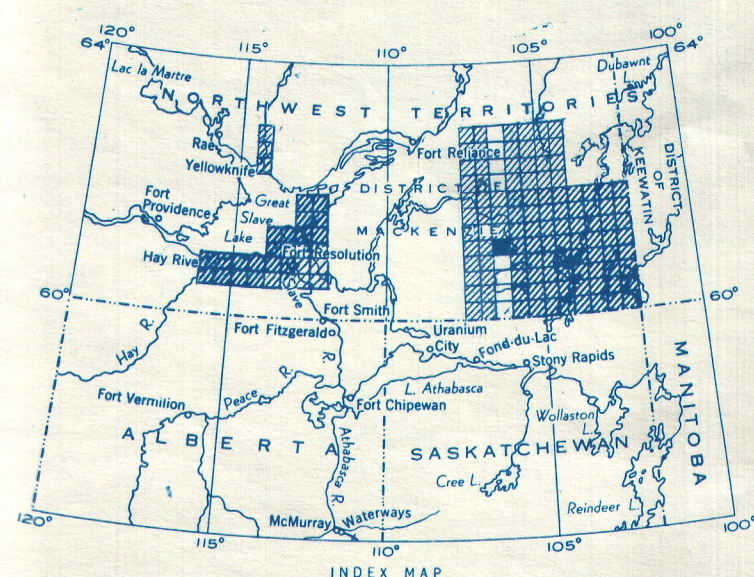 120°
64°
115°
110°
105°
100°
64°
Lac la Martre
Dubawnt
L.
NORTHWEST TERRITORIES
Rae
Yellowknife
Fort Reliance
DISTRICT
OF
KEEWATIN
DISTRICT OF
MACKENZIE
Fort
Providence
Great
Slave
Lake
Hay River
Fort Resolution
Slave
R.
60°
60°
Fort Smith
Fort Fitzgerald
Uranium
City
Fond-du-Lac
Stony Rapids
Hay R.
Peace R.
Fort Vermilion
L. Athabasca
Fort Chipewan
Wollaston
L.
MANITOBA
ALBERTA
SASKATCHEWAN
Athabasca R.
Cree L.
Reindeer L.
McMurray
Waterways
120°
115°
110°
105°
100°
INDEX MAP